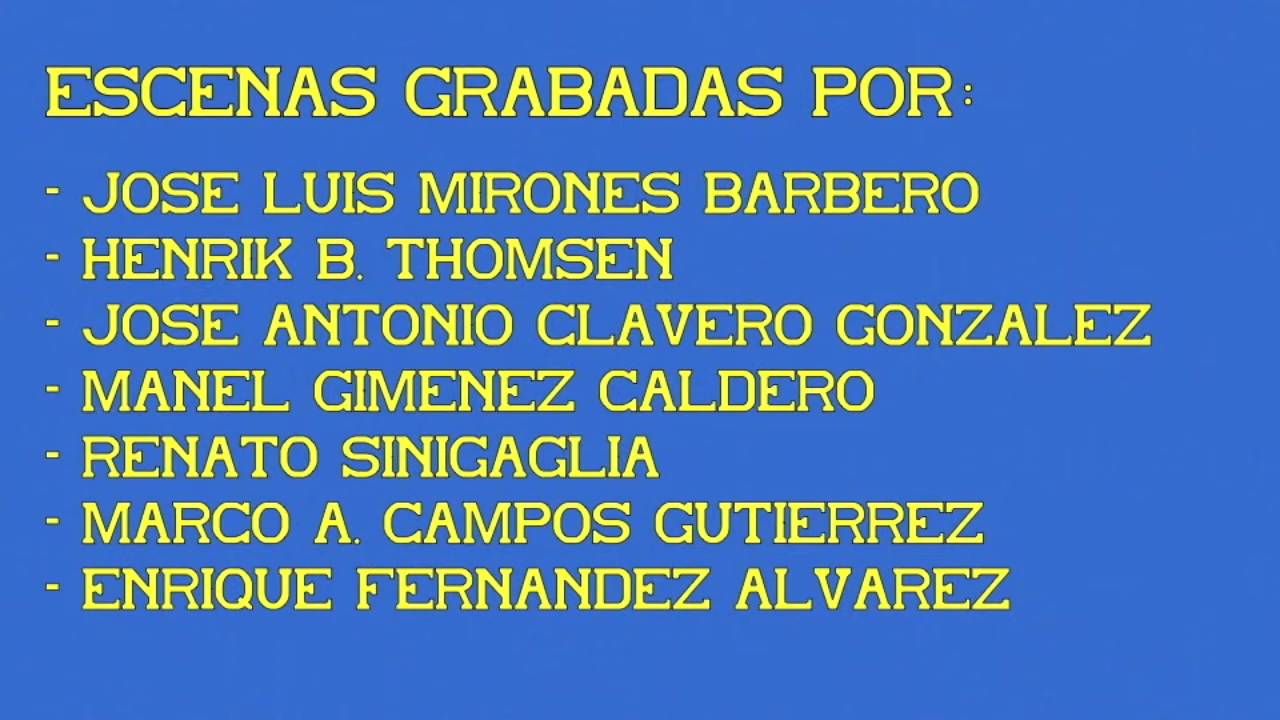 ESCENAS GRABADAS POR:
- JOSE LUIS MIRONES BARBERO
- HENRIK B. THOMSEN
- JOSE ANTONIO CLAVERO GONZALEZ
- MANEL GIMENEZ CALDERO
- RENATO SINIGAGLIA
- MARCO A. CAMPOS GUTIERREZ
- ENRIQUE FERNANDEZ ALVAREZ